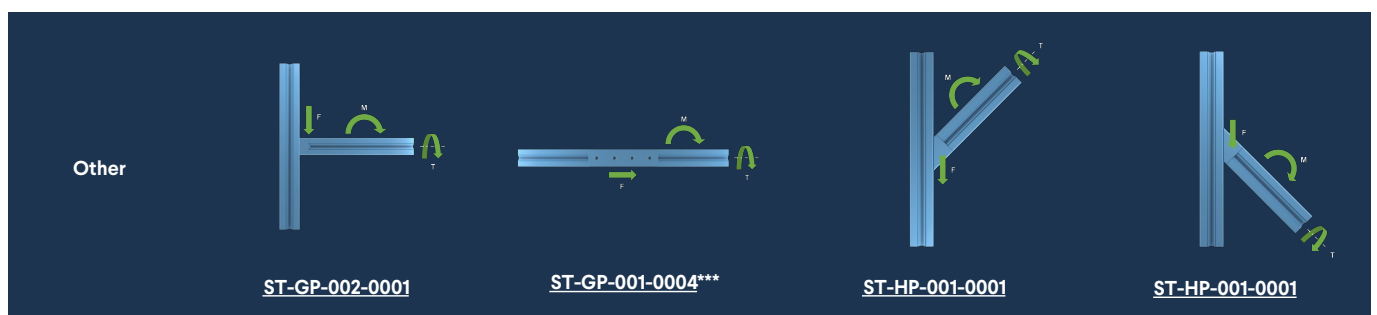 T
M
F
M
T
F
M
T
F
F
M
T
Other
ST-GP-002-0001
ST-GP-001-0004***
ST-HP-001-0001
ST-HP-001-0001